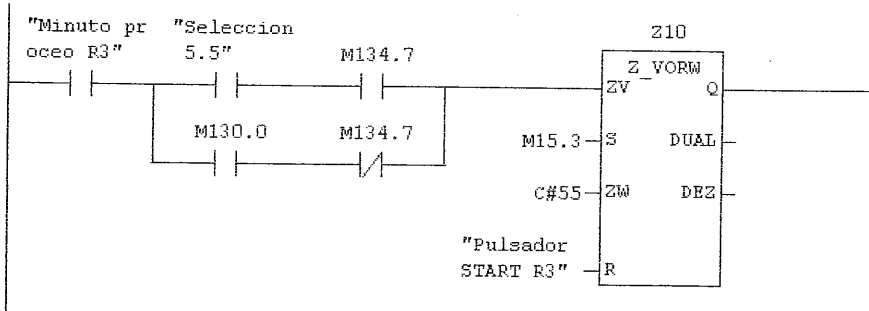 "Minuto pr
oceo R3"
"Seleccion
5.5"
M134.7
Z10
Z_VORW
ZV
Q
M130.0
M134.7
M15.3
S
DUAL
C#55
ZW
DEZ
"Pulsador
START R3"
R